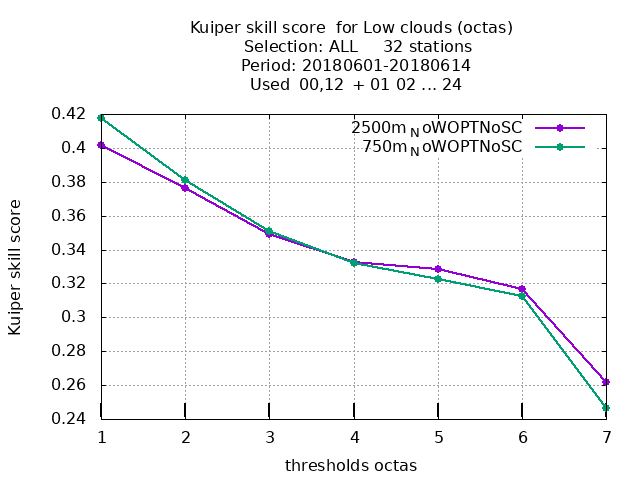 Kuiper skill score  for Low clouds (octas)
Selection: ALL     32 stations
Period: 20180601-20180614
Used  00,12  + 01 02 ... 24
2500m_NoWOPTNoSC
750m_NoWOPTNoSC
Kuiper skill score
0.42
0.4
0.38
0.36
0.34
0.32
0.3
0.28
0.26
0.24
1 2 3 4 5 6 7
thresholds octas